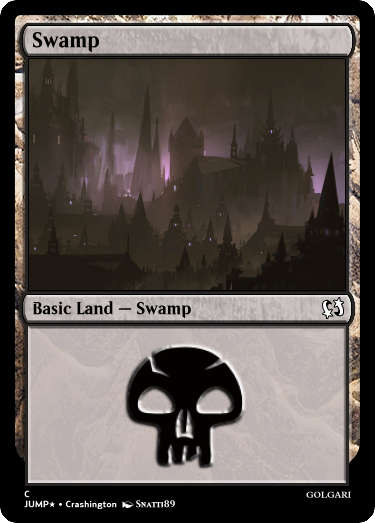 Swamp
Basic Land — Swamp
C
JUMP★ • Crashington Snatti89
GOLGARI